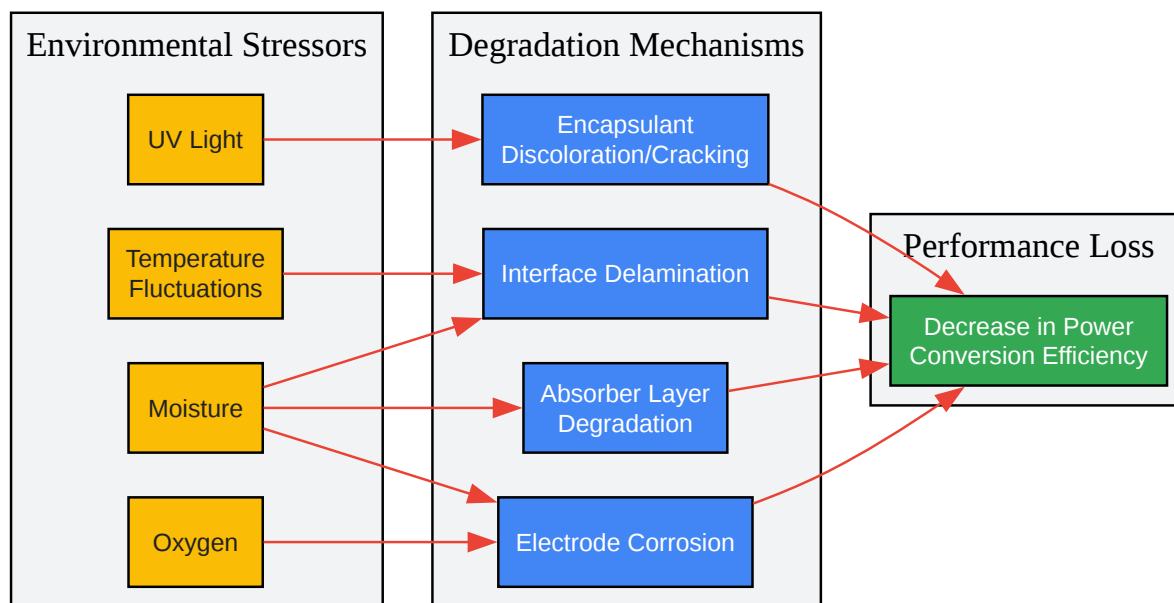 Environmental Stressors
UV Light
Temperature
Fluctuations
Moisture
Oxygen
Degradation Mechanisms
Encapsulant
Discoloration/Cracking
Interface Delamination
Absorber Layer
Degradation
Electrode Corrosion
Performance Loss
Decrease in Power
Conversion Efficiency